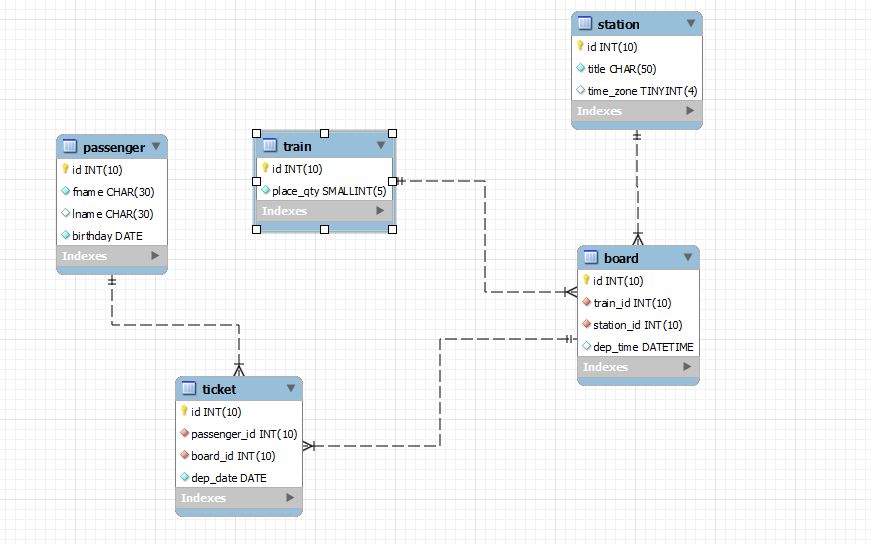 station
id INT(10)
title CHAR(50)
time_zone TINYINT(4)
Indexes
passenger
id INT(10)
fname CHAR(30)
lname CHAR(30)
birthday DATE
Indexes
train
id INT(10)
place_qty SMALLINT(5)
Indexes
board
id INT(10)
train_id INT(10)
station_id INT(10)
dep_time DATETIME
Indexes
ticket
id INT(10)
passenger_id INT(10)
board_id INT(10)
dep_date DATE
Indexes